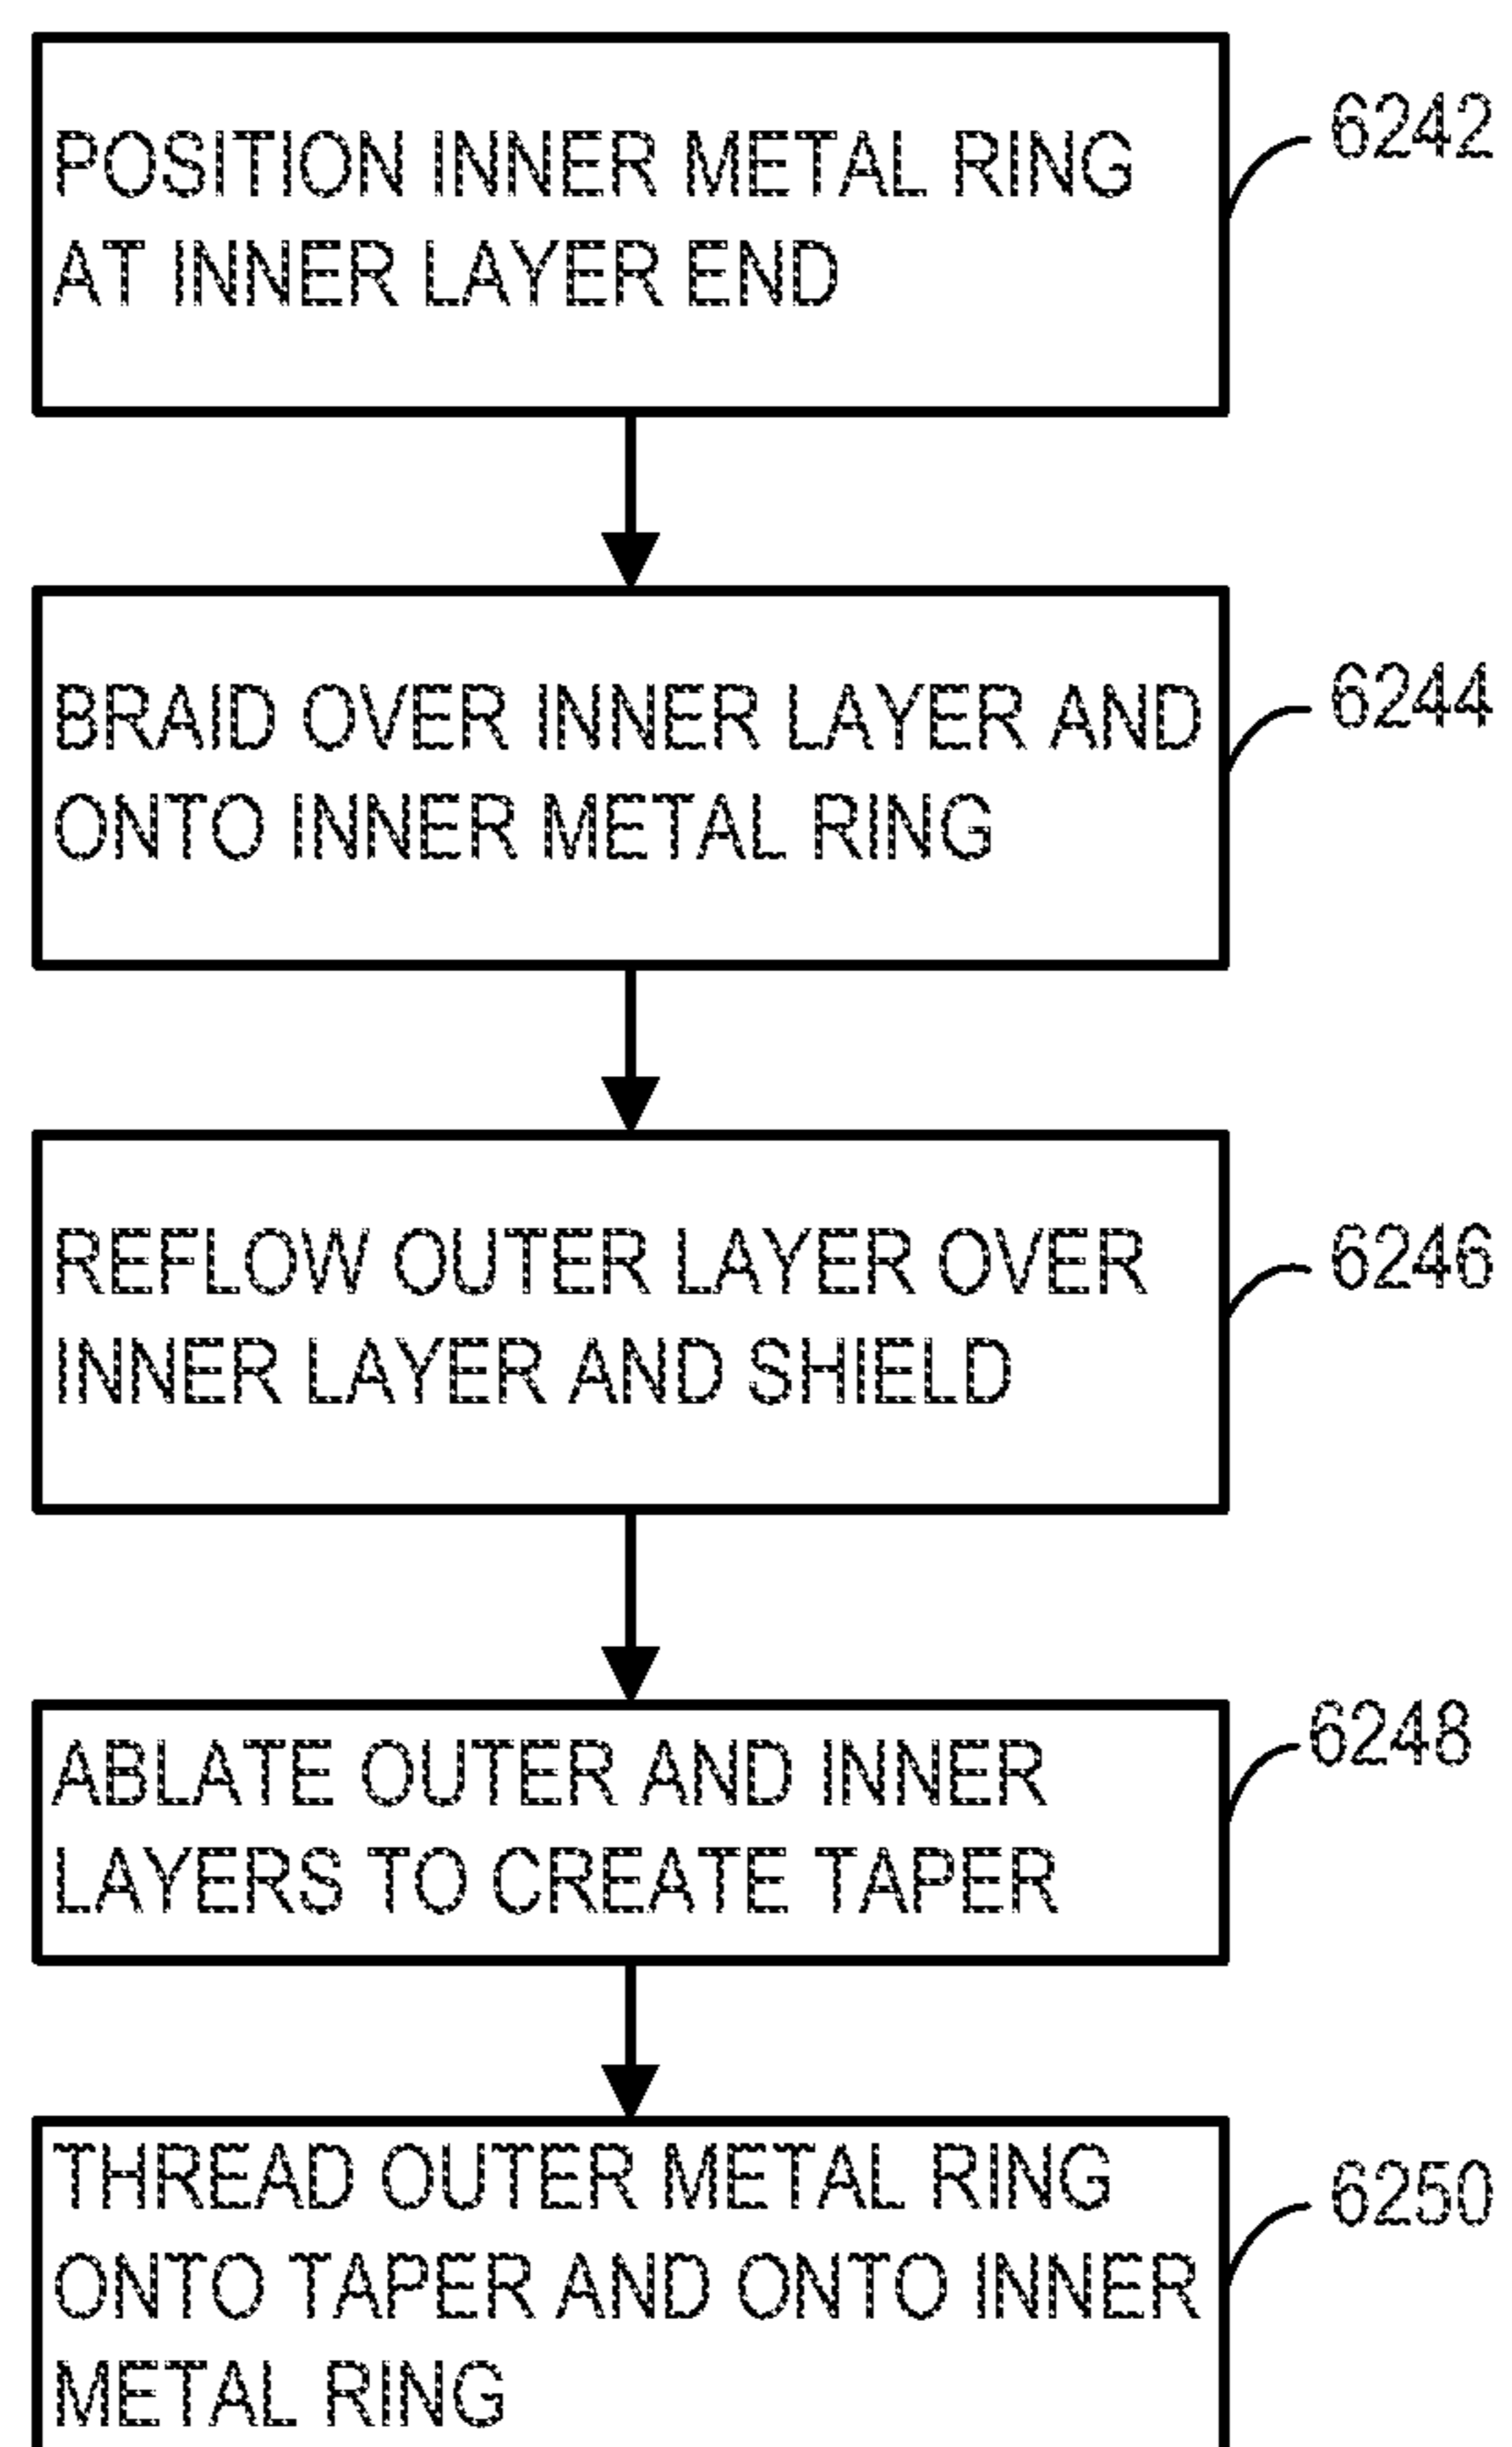 POSITION INNER METAL RING
AT INNER LAYER END
6242
BRAID OVER INNER LAYER AND
ONTO INNER METAL RING
6244
REFLOW OUTER LAYER OVER
INNER LAYER AND SHIELD
6246
ABLATE OUTER AND INNER
LAYERS TO CREATE TAPER
6248
THREAD OUTER METAL RING
ONTO TAPER AND ONTO INNER
METAL RING
6250